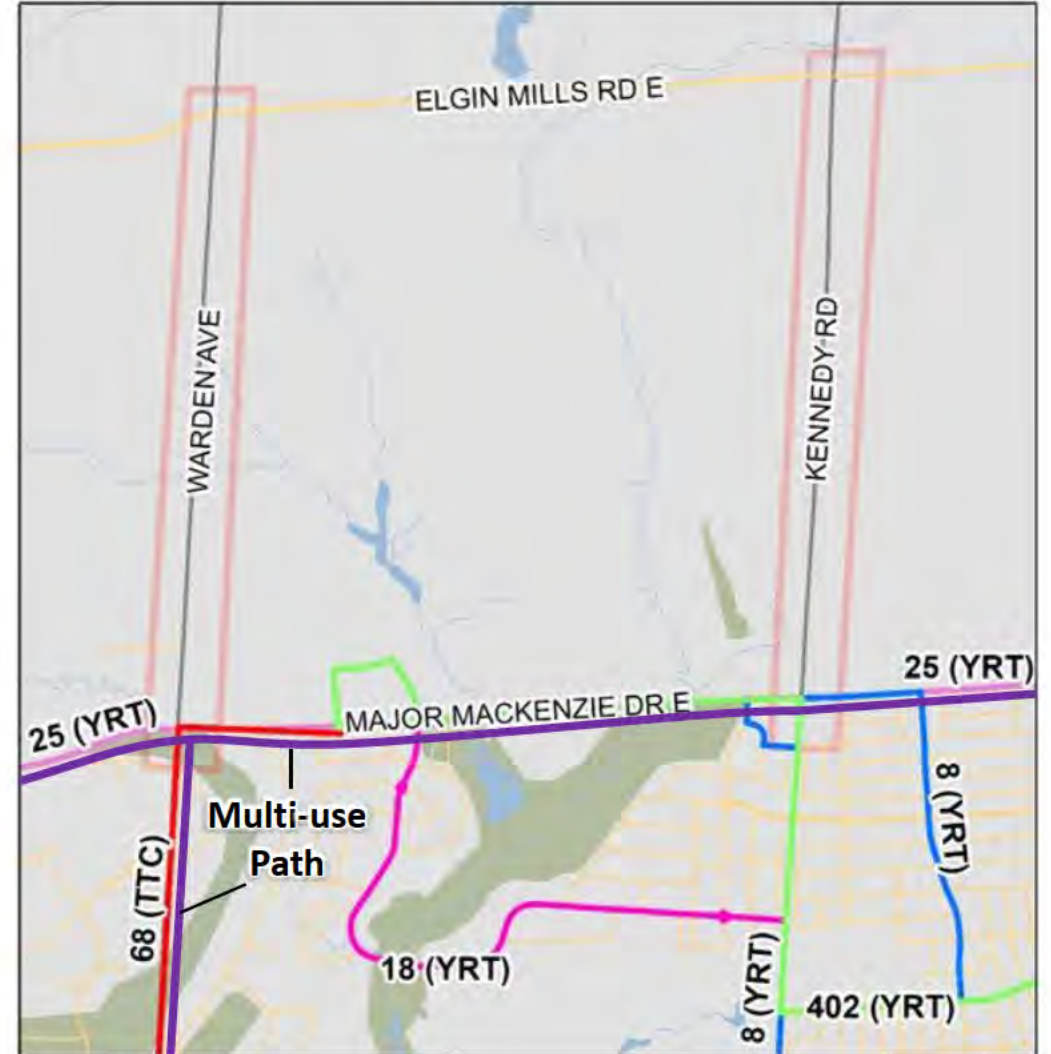 ELGIN MILLS RD E
WARDEN AVE
KENNEDY RD
25 (YRT)
25 (YRT)
MAJOR MACKENZIE DR E
Multi-use
Path
8 (YRT)
68 (TTC)
18 (YRT)
8 (YRT)
402 (YRT)